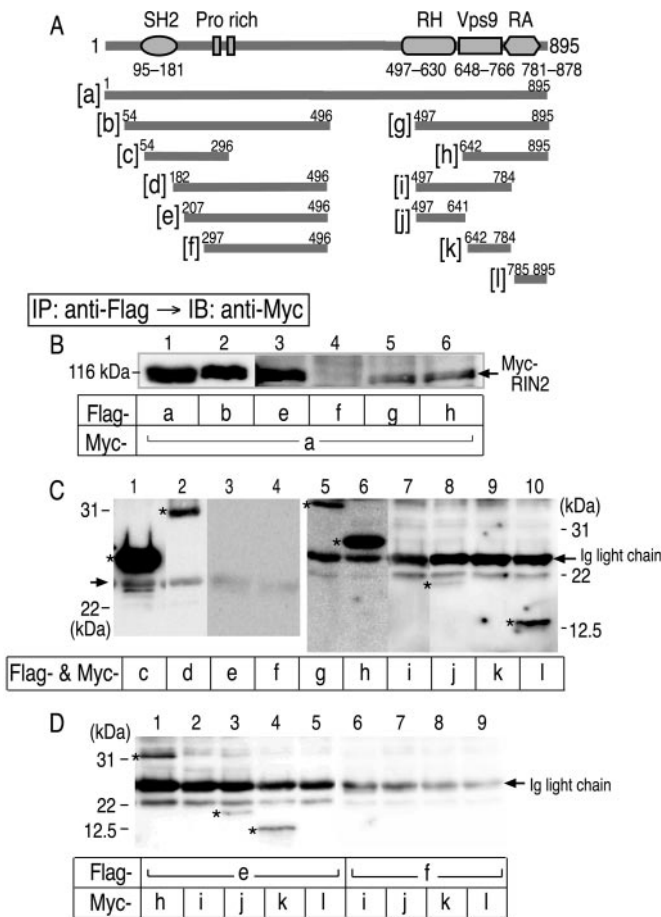 A
SH2 Pro rich RH Vps9 RA
1 895
95–181 497–630 648–766 781–878
[a] 1 895
[b] 54 496 [g] 497 895
[c] 54 296 [h] 642 895
[d] 182 496 [i] 497 784
[e] 207 496 [j] 497 641
[f] 297 496 [k] 642 784
[l] 785 895
IP: anti-Flag → IB: anti-Myc
B
1 2 3 4 5 6
116 kDa
Myc-
RIN2
Flag- a b e f g h
Myc- a
C
1 2 3 4 5 6 7 8 9 10
(kDa)
31
* * * * * *
31
Ig light chain
22
22
12.5
(kDa)
Flag- & Myc- c d e f g h i j k l
D
(kDa) 1 2 3 4 5 6 7 8 9
31
* * *
Ig light chain
22
12.5
Flag- e f
Myc- h i j k l i j k l